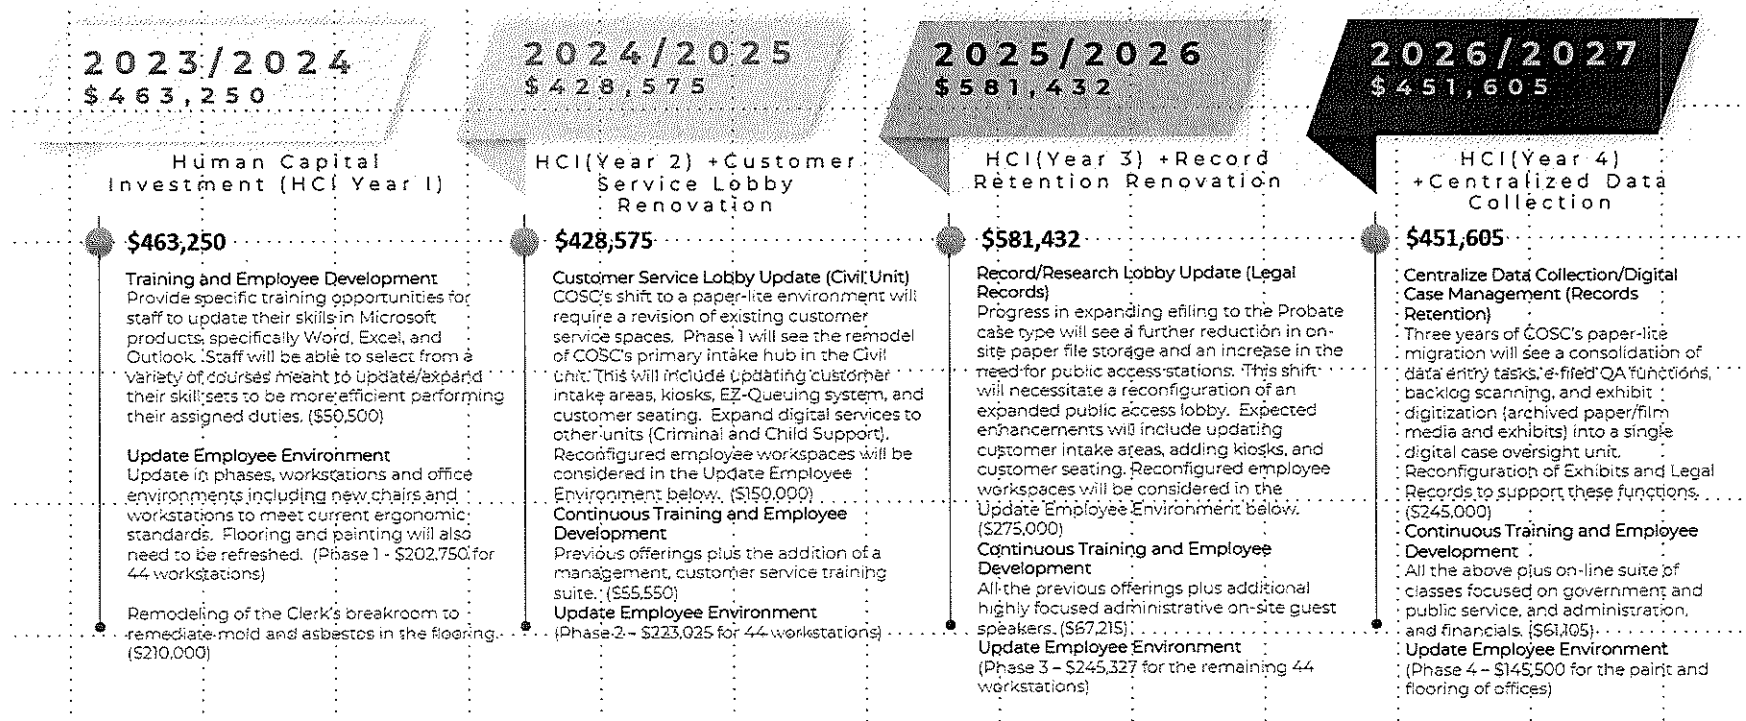 2023/2024
$463,250
Human Capital
Investment (HCI Year 1)
$463,250
Training and Employee Development
Provide specific training opportunities for
staff to update their skills in Microsoft
products, specifically Word, Excel, and
Outlook. Staff will be able to select from a
variety of courses meant to update/expand
their skill sets to be more efficient performing
their assigned duties. ($50,500)
Update Employee Environment
Update in phases, workstations and office
environments including new chairs and
workstations to meet current ergonomic
standards. Flooring and painting will also
need to be refreshed. (Phase 1 - $202,750 for
44 workstations)
Remodeling of the Clerk's breakroom to
remediate mold and asbestos in the flooring.
($210,000)
2024/2025
$428,575
HCI(Year 2) +Customer
Service Lobby
Renovation
$428,575
Customer Service Lobby Update (Civil Unit)
COSC's shift to a paper-lite environment will
require a revision of existing customer
service spaces. Phase 1 will see the remodel
of COSC's primary intake hub in the Civil
unit. This will include updating customer
intake areas, kiosks, EZ-Queuing system, and
customer seating. Expand digital services to
other units (Criminal and Child Support).
Reconfigured employee workspaces will be
considered in the Update Employee
Environment below. ($150,000)
Continuous Training and Employee
Development
Previous offerings plus the addition of a
management, customer service training
suite. ($55,550)
Update Employee Environment
(Phase 2 – $223,025 for 44 workstations)
2025/2026
$581,432
HCI(Year 3) +Record
Retention Renovation
$581,432
Record/Research Lobby Update (Legal
Records)
Progress in expanding efiling to the Probate
case type will see a further reduction in on-
site paper file storage and an increase in the
need for public access stations. This shift
will necessitate a reconfiguration of an
expanded public access lobby. Expected
enhancements will include updating
customer intake areas, adding kiosks, and
customer seating. Reconfigured employee
workspaces will be considered in the
Update Employee Environment below.
($275,000)
Continuous Training and Employee
Development
All the previous offerings plus additional
highly focused administrative on-site guest
speakers. ($67,215)
Update Employee Environment
(Phase 3 – $245,327 for the remaining 44
workstations)
2026/2027
$451,605
HCI(Year 4)
+Centralized Data
Collection
$451,605
Centralize Data Collection/Digital
Case Management (Records
Retention)
Three years of COSC's paper-lite
migration will see a consolidation of
data entry tasks, e-filed QA functions,
backlog scanning, and exhibit
digitization (archived paper/film
media and exhibits) into a single
digital case oversight unit.
Reconfiguration of Exhibits and Legal
Records to support these functions.
($245,000)
Continuous Training and Employee
Development
All the above plus on-line suite of
classes focused on government and
public service, and administration,
and financials. ($61,105)
Update Employee Environment
(Phase 4 – $145,500 for the paint and
flooring of offices)